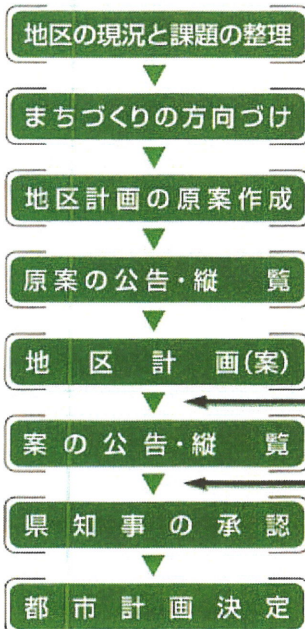 地区の現況と課題の整理
まちづくりの方向づけ
地区計画の原案作成
原案の公告・縦覧
地区計画(案)
案の公告・縦覧
県知事の承認
都市計画決定